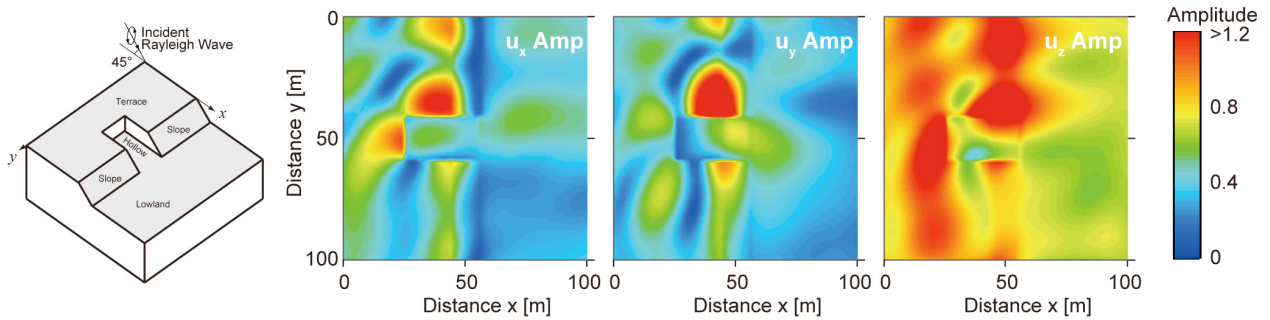 Incident
Rayleigh Wave
45°
Terrace
x
Slope
Hollow
y
Slope
Lowland
Distance y [m]
0
50
100
ux Amp
0
50
100
Distance x [m]
uy Amp
0
50
100
Distance x [m]
uz Amp
0
50
100
Distance x [m]
Amplitude
>1.2
0.8
0.4
0